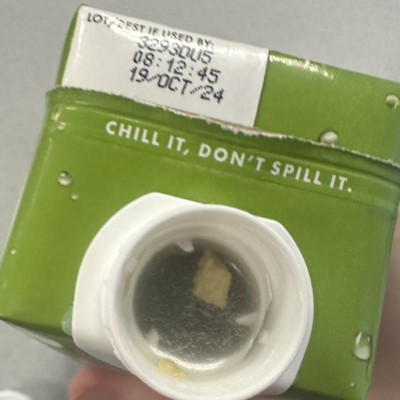 LOT/BEST IF USED BY:
3293DU5
08:12:45
19/OCT/24
CHILL IT, DON'T SPILL IT.